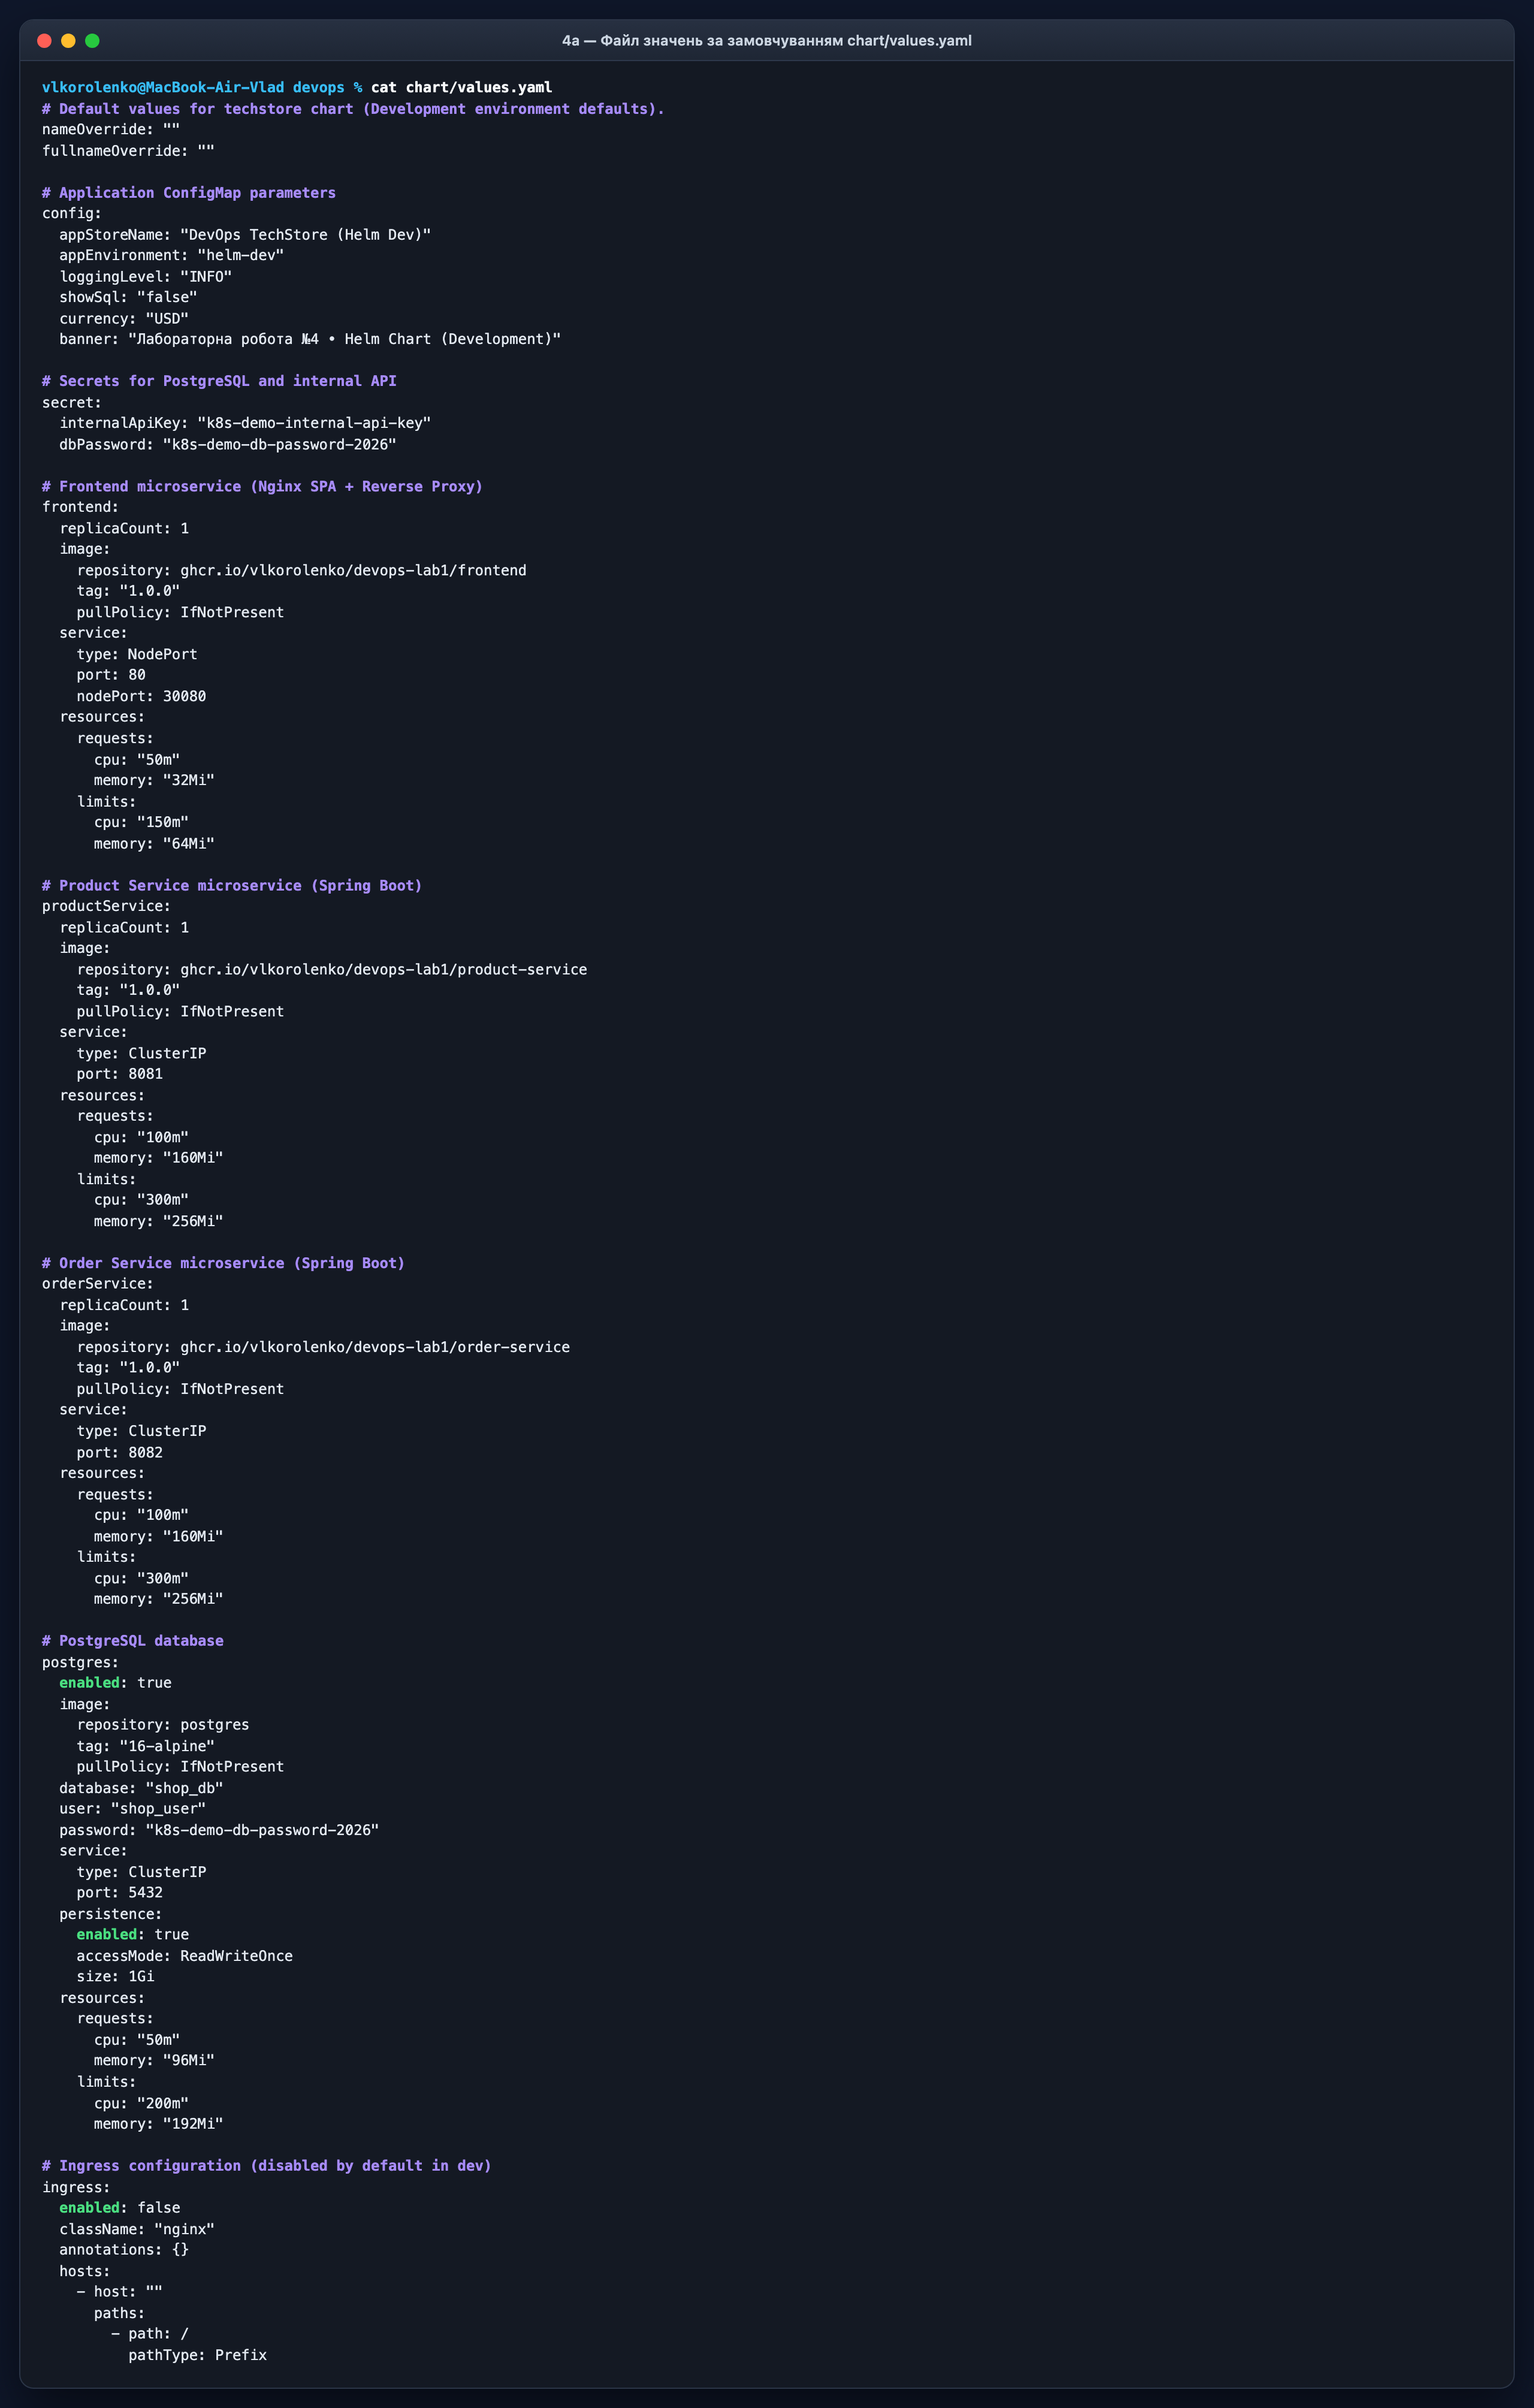 4a — Файл значень за замовчуванням chart/values.yaml
vlkorolenko@MacBook-Air-Vlad devops % cat chart/values.yaml
# Default values for techstore chart (Development environment defaults).
nameOverride: ""
fullnameOverride: ""

# Application ConfigMap parameters
config:
  appStoreName: "DevOps TechStore (Helm Dev)"
  appEnvironment: "helm-dev"
  loggingLevel: "INFO"
  showSql: "false"
  currency: "USD"
  banner: "Лабораторна робота №4 • Helm Chart (Development)"

# Secrets for PostgreSQL and internal API
secret:
  internalApiKey: "k8s-demo-internal-api-key"
  dbPassword: "k8s-demo-db-password-2026"

# Frontend microservice (Nginx SPA + Reverse Proxy)
frontend:
  replicaCount: 1
  image:
    repository: ghcr.io/vlkorolenko/devops-lab1/frontend
    tag: "1.0.0"
    pullPolicy: IfNotPresent
  service:
    type: NodePort
    port: 80
    nodePort: 30080
  resources:
    requests:
      cpu: "50m"
      memory: "32Mi"
    limits:
      cpu: "150m"
      memory: "64Mi"

# Product Service microservice (Spring Boot)
productService:
  replicaCount: 1
  image:
    repository: ghcr.io/vlkorolenko/devops-lab1/product-service
    tag: "1.0.0"
    pullPolicy: IfNotPresent
  service:
    type: ClusterIP
    port: 8081
  resources:
    requests:
      cpu: "100m"
      memory: "160Mi"
    limits:
      cpu: "300m"
      memory: "256Mi"

# Order Service microservice (Spring Boot)
orderService:
  replicaCount: 1
  image:
    repository: ghcr.io/vlkorolenko/devops-lab1/order-service
    tag: "1.0.0"
    pullPolicy: IfNotPresent
  service:
    type: ClusterIP
    port: 8082
  resources:
    requests:
      cpu: "100m"
      memory: "160Mi"
    limits:
      cpu: "300m"
      memory: "256Mi"

# PostgreSQL database
postgres:
  enabled: true
  image:
    repository: postgres
    tag: "16-alpine"
    pullPolicy: IfNotPresent
  database: "shop_db"
  user: "shop_user"
  password: "k8s-demo-db-password-2026"
  service:
    type: ClusterIP
    port: 5432
  persistence:
    enabled: true
    accessMode: ReadWriteOnce
    size: 1Gi
  resources:
    requests:
      cpu: "50m"
      memory: "96Mi"
    limits:
      cpu: "200m"
      memory: "192Mi"

# Ingress configuration (disabled by default in dev)
ingress:
  enabled: false
  className: "nginx"
  annotations: {}
  hosts:
    - host: ""
      paths:
        - path: /
          pathType: Prefix